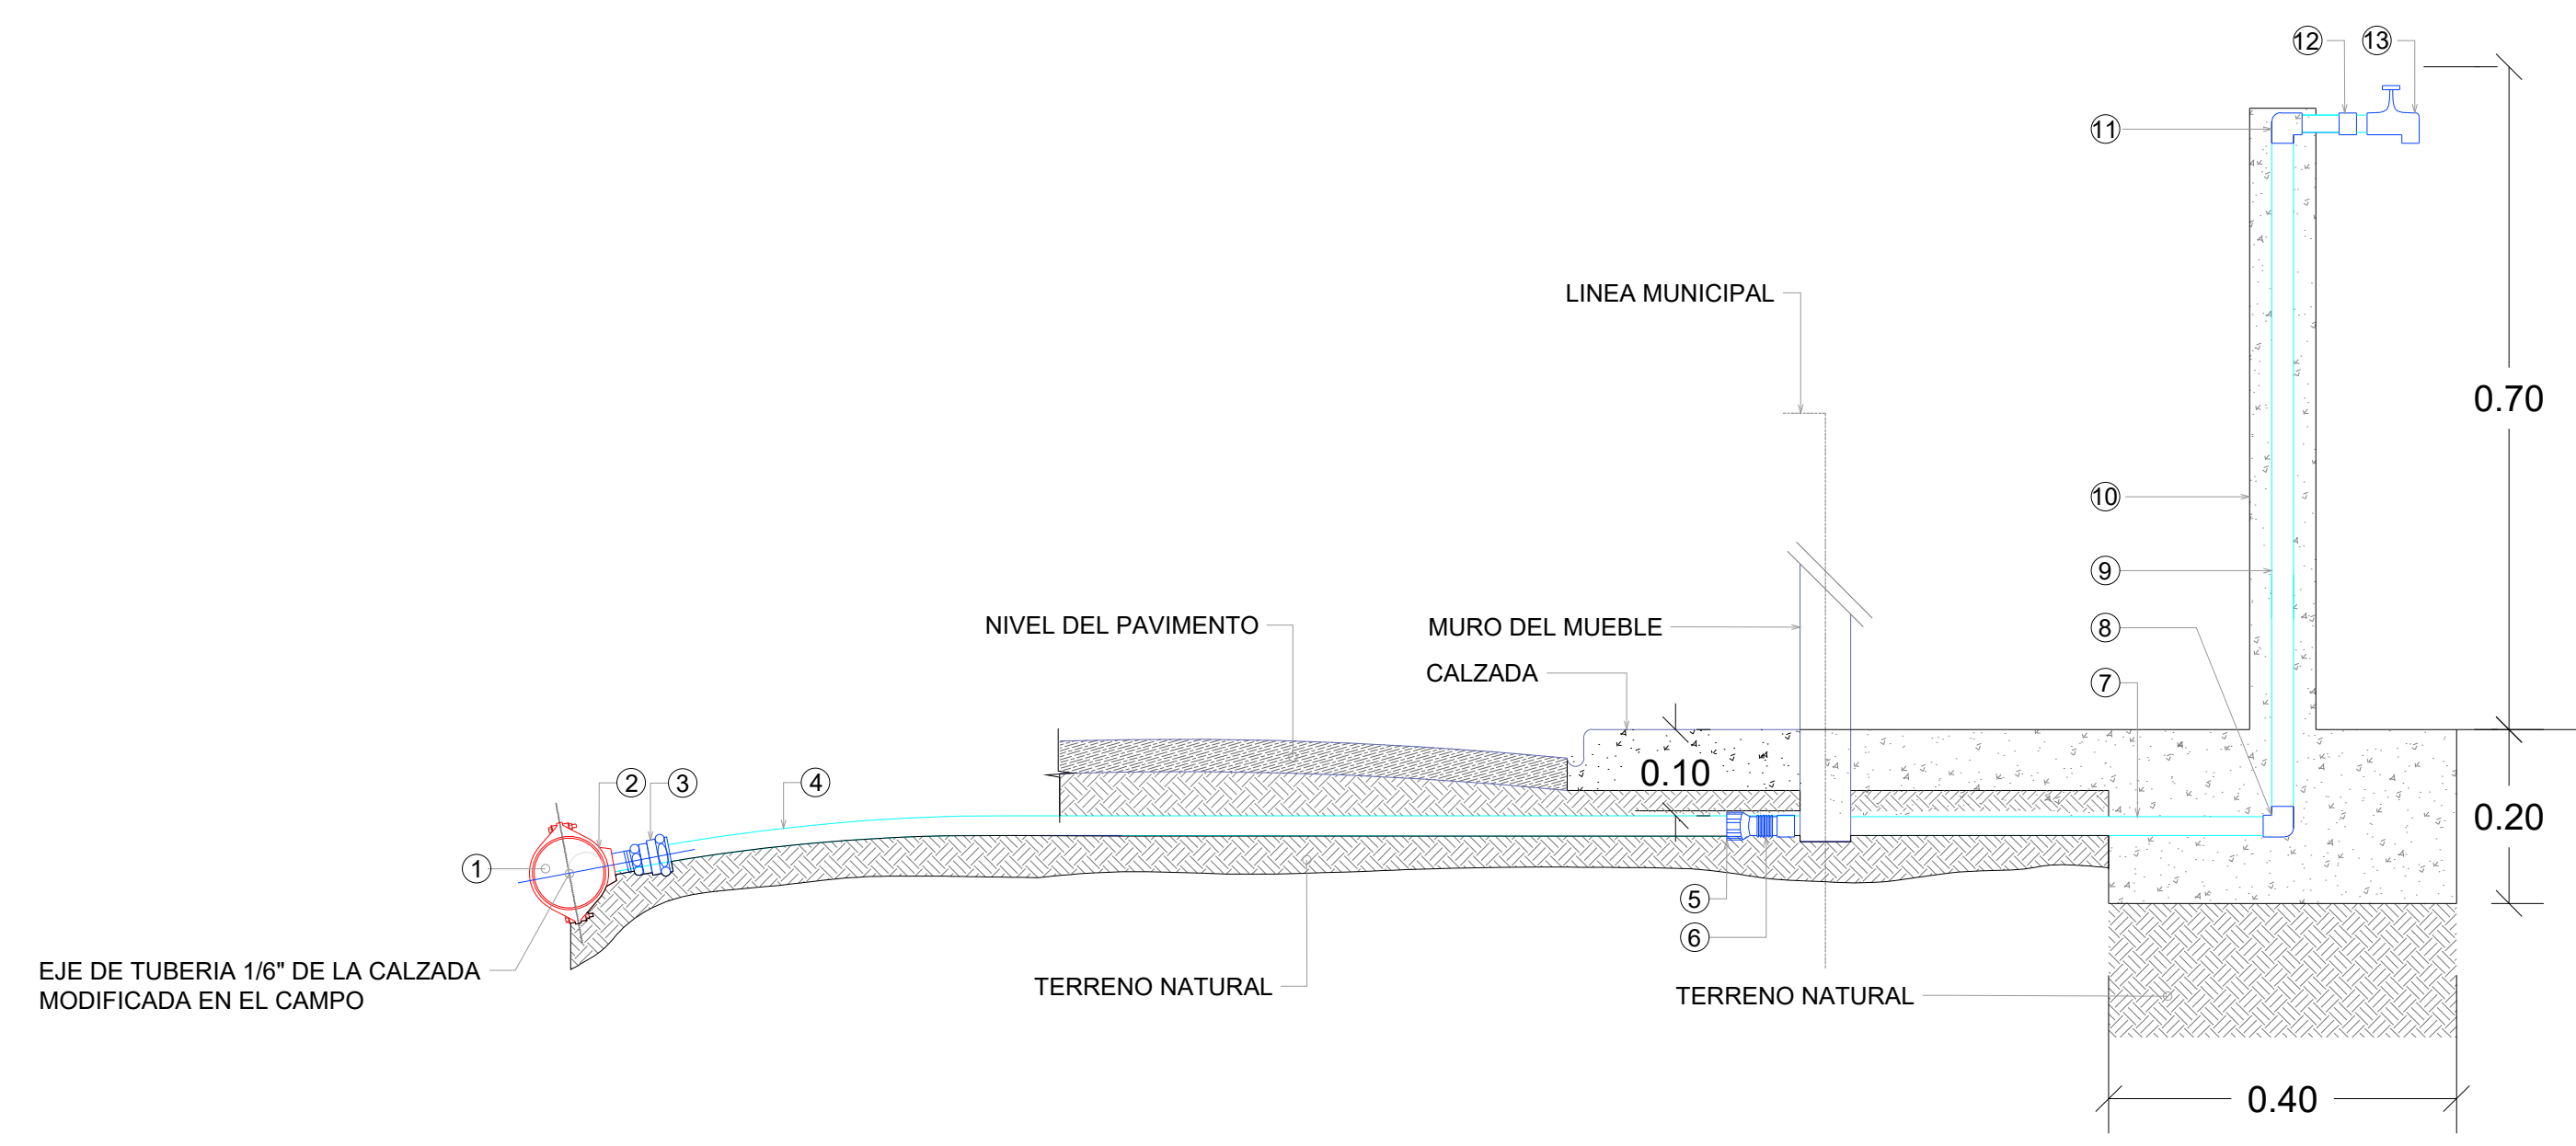 12
13
11
LINEA MUNICIPAL
0.70
10
9
NIVEL DEL PAVIMENTO
MURO DEL MUEBLE
8
CALZADA
7
0.10
2
3
4
0.20
1
5
6
EJE DE TUBERIA 1/6" DE LA CALZADA
MODIFICADA EN EL CAMPO
TERRENO NATURAL
TERRENO NATURAL
0.40